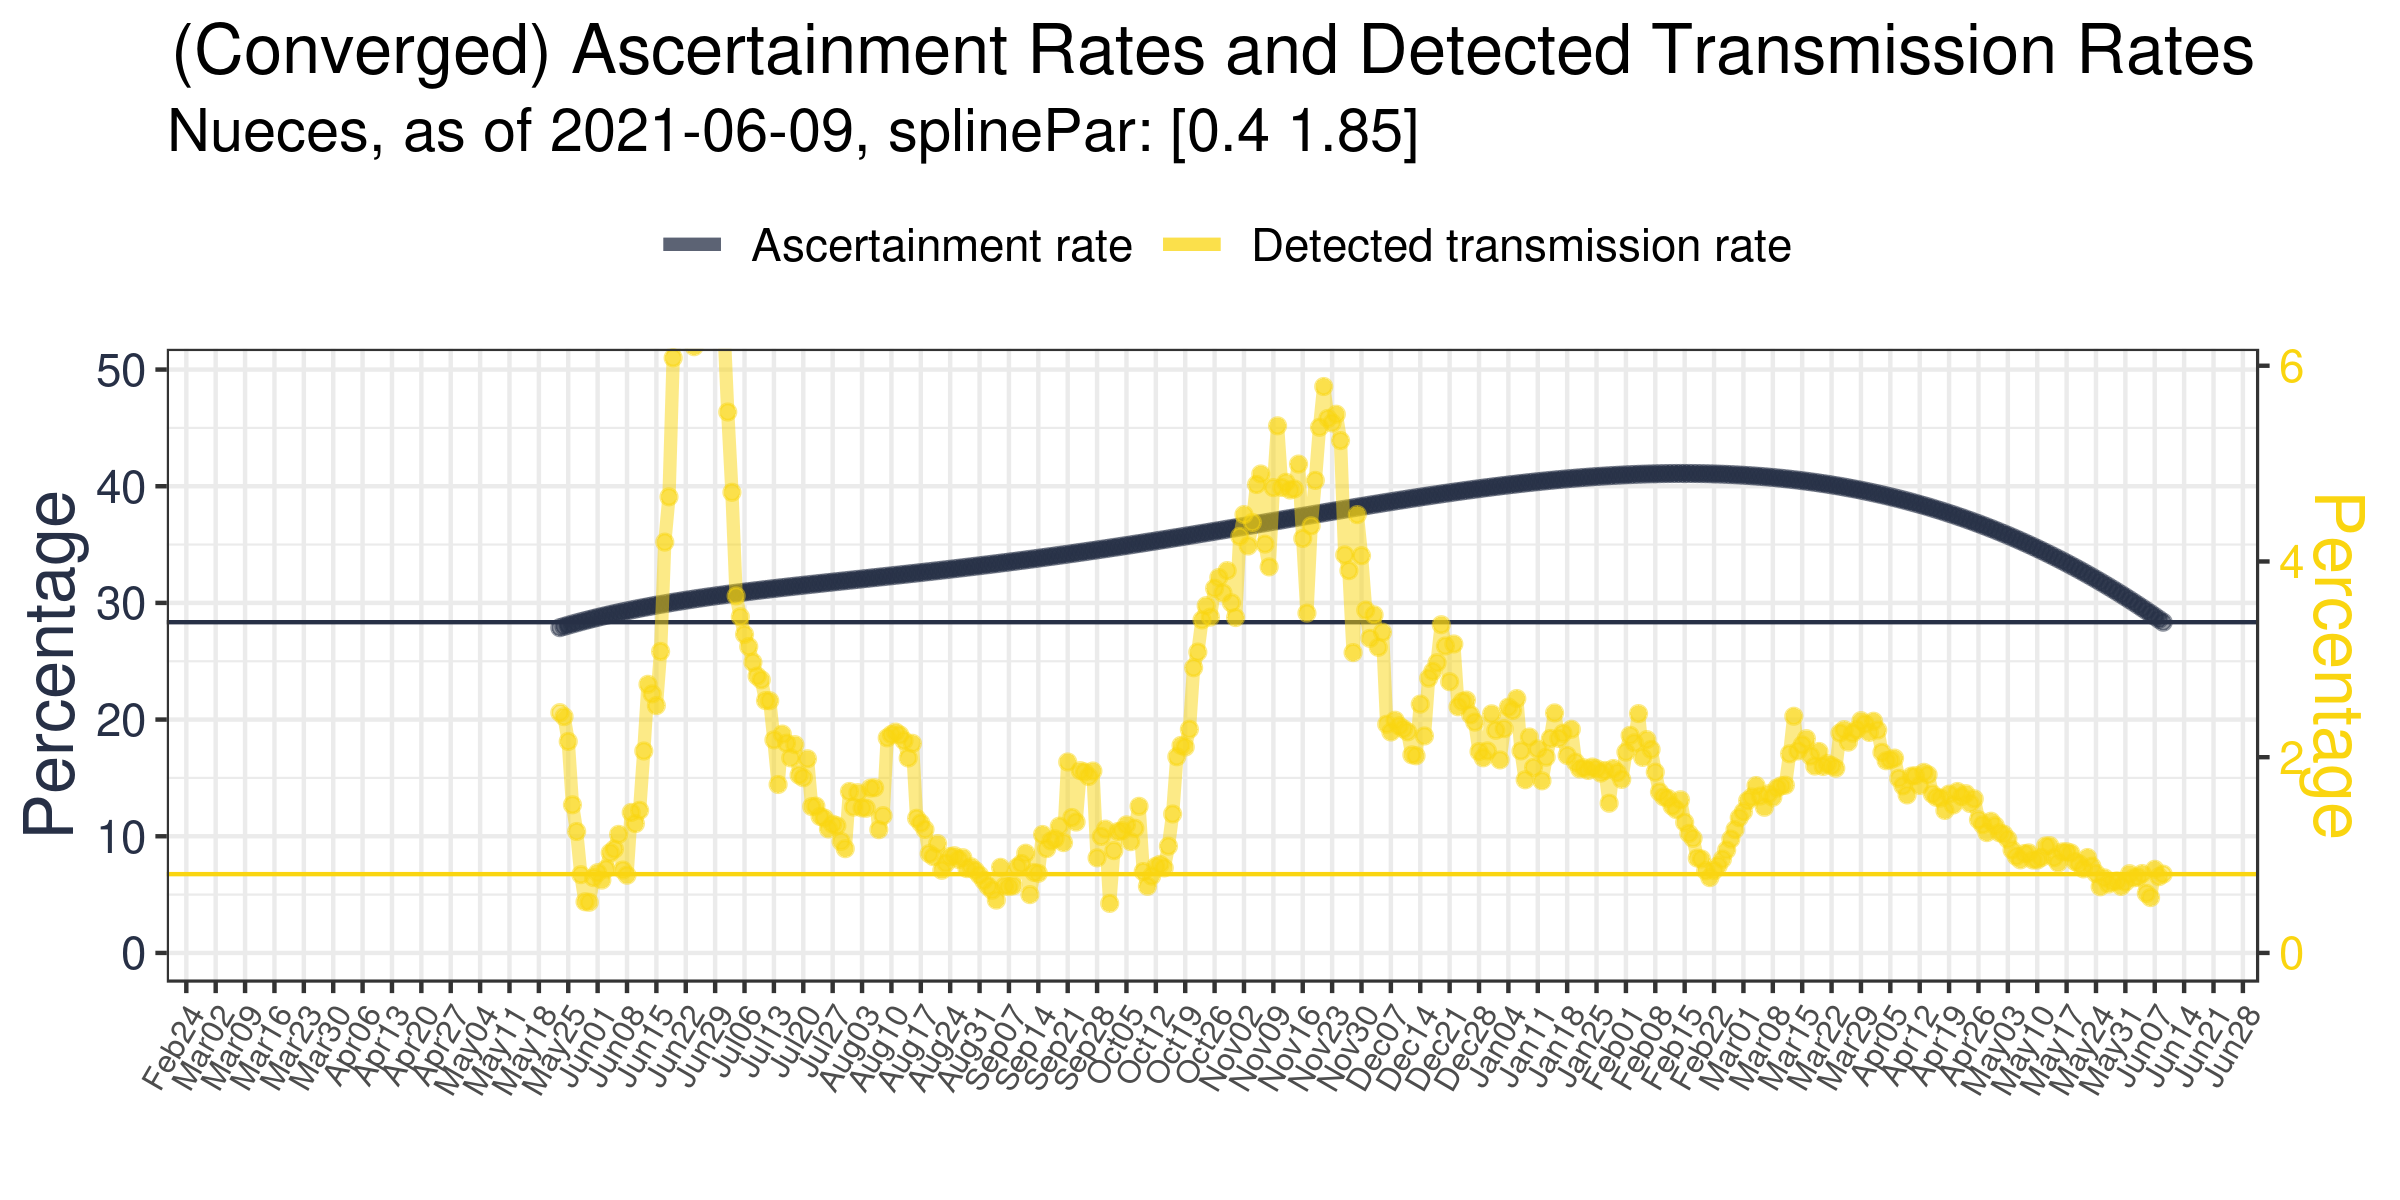 (Converged) Ascertainment Rates and Detected Transmission Rates
Nueces, as of 2021-06-09, splinePar: [0.4 1.85]
Ascertainment rate
Detected transmission rate
Percentage
50
40
30
20
10
0
6
4
2
0
Percentage
Feb24
Mar02
Mar09
Mar16
Mar23
Mar30
Apr06
Apr13
Apr20
Apr27
May04
May11
May18
May25
Jun01
Jun08
Jun15
Jun22
Jun29
Jul06
Jul13
Jul20
Jul27
Aug03
Aug10
Aug17
Aug24
Aug31
Sep07
Sep14
Sep21
Sep28
Oct05
Oct12
Oct19
Oct26
Nov02
Nov09
Nov16
Nov23
Nov30
Dec07
Dec14
Dec21
Dec28
Jan04
Jan11
Jan18
Jan25
Feb01
Feb08
Feb15
Feb22
Mar01
Mar08
Mar15
Mar22
Mar29
Apr05
Apr12
Apr19
Apr26
May03
May10
May17
May24
May31
Jun07
Jun14
Jun21
Jun28